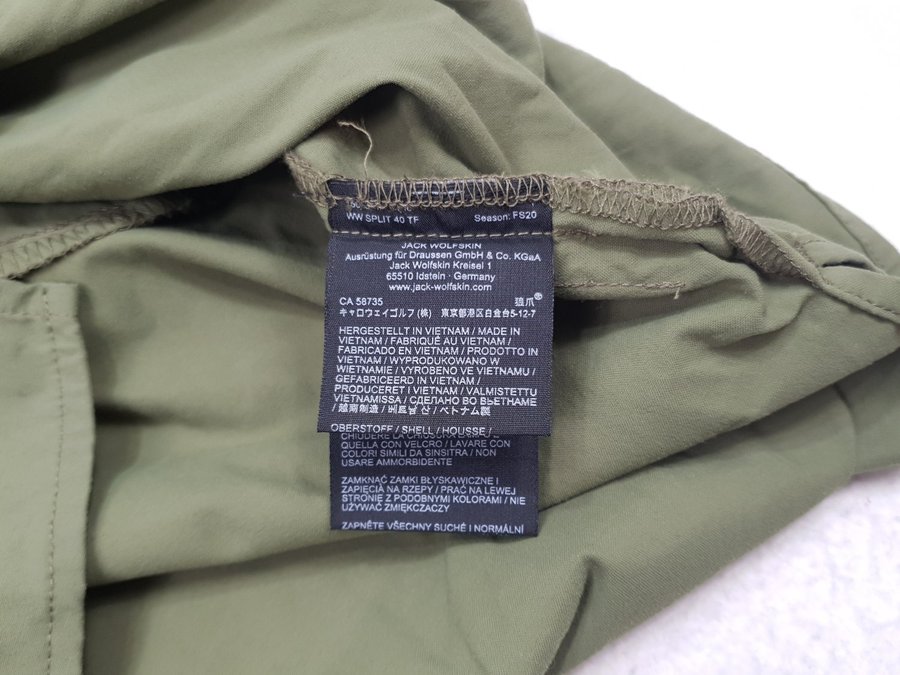 WW SPLIT 40 TF Season: FS20
JACK WOLFSKIN
Ausrüstung für Draussen GmbH & Co. KGaA
Jack Wolfskin Kreisel 1
65510 Idstein · Germany
www.jack-wolfskin.com
CA 58735 狼爪®
キャロウェイゴルフ (株) 東京都港区白金台5-12-7
HERGESTELLT IN VIETNAM / MADE IN
VIETNAM / FABRIQUÉ AU VIETNAM /
FABRICADO EN VIETNAM / PRODOTTO IN
VIETNAM / WYPRODUKOWANO W
WIETNAMIE / VYROBENO VE VIETNAMU /
GEFABRICEERD IN VIETNAM /
PRODUCERET I VIETNAM / VALMISTETTU
VIETNAMISSA / СДЕЛАНО ВО ВЬЕТНАМЕ
/ 越南制造 / 베트남 산 / ベトナム製
OBERSTOFF / SHELL / HOUSSE /
CHIUDERE LA
QUELLA CON VELCRO / LAVARE CON
COLORI SIMILI DA SINSITRA / NON
USARE AMMORBIDENTE
ZAMKNĄĆ ZAMKI BŁYSKAWICZNE I
ZAPIĘCIA NA RZEPY / PRAĆ NA LEWEJ
STRONIE Z PODOBNYMI KOLORAMI / NIE
UŻYWAĆ ZMIĘKCZACZY
ZAPNĚTE VŠECHNY SUCHÉ I NORMÁLNÍ